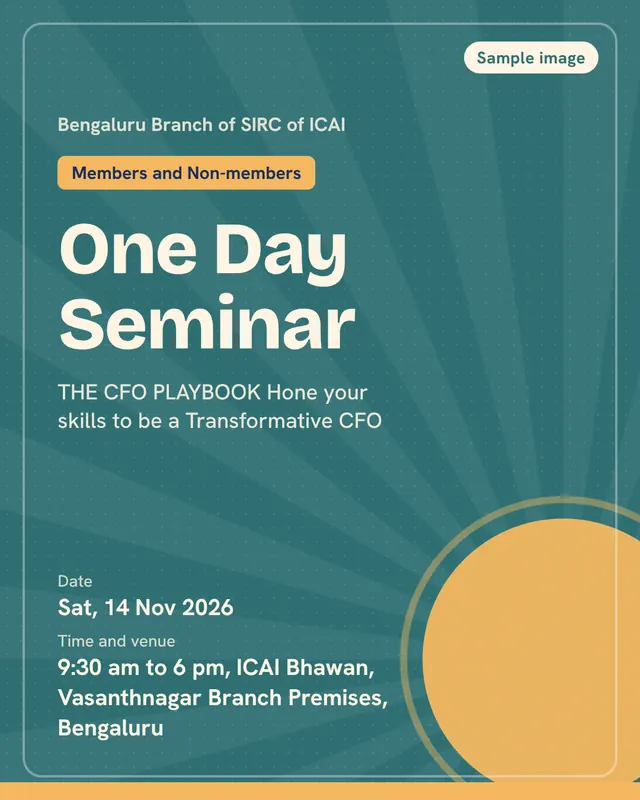 Sample image
Bengaluru Branch of SIRC of ICAI
Members and Non-members
One Day
Seminar
THE CFO PLAYBOOK Hone your
skills to be a Transformative CFO
Date
Sat, 14 Nov 2026
Time and venue
9:30 am to 6 pm, ICAI Bhawan,
Vasanthnagar Branch Premises,
Bengaluru